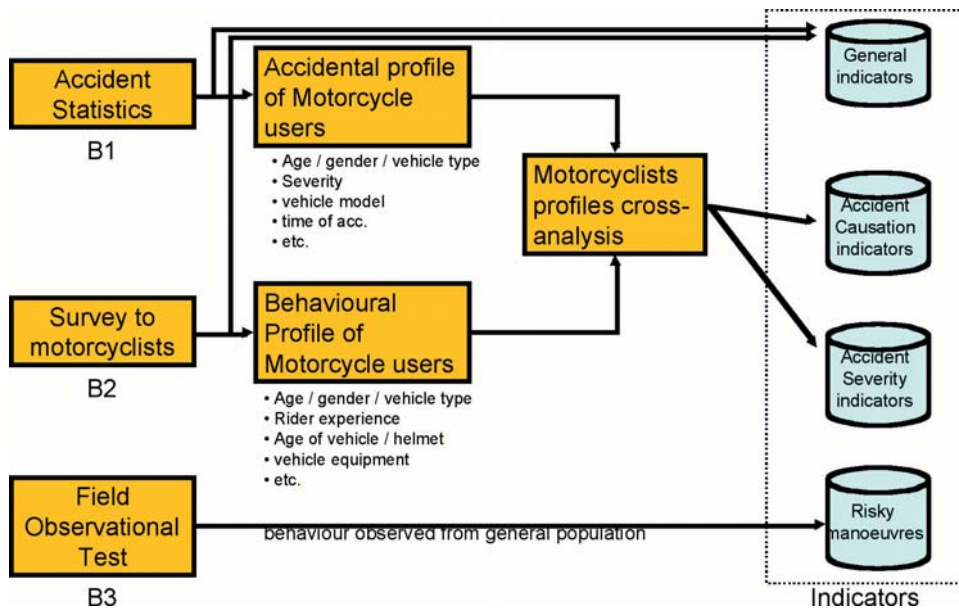 Accident
Statistics
B1
Accidental profile
of Motorcycle
users
• Age / gender / vehicle type
• Severity
• vehicle model
• time of acc.
• etc.
Motorcyclists
profiles cross-
analysis
General
indicators
Accident
Causation
indicators
Survey to
motorcyclists
B2
Behavioural
Profile of
Motorcycle users
• Age / gender / vehicle type
• Rider experience
• Age of vehicle / helmet
• vehicle equipment
• etc.
Accident
Severity
indicators
Field
Observational
Test
B3
behaviour observed from general population
Risky
manoeuvres
Indicators